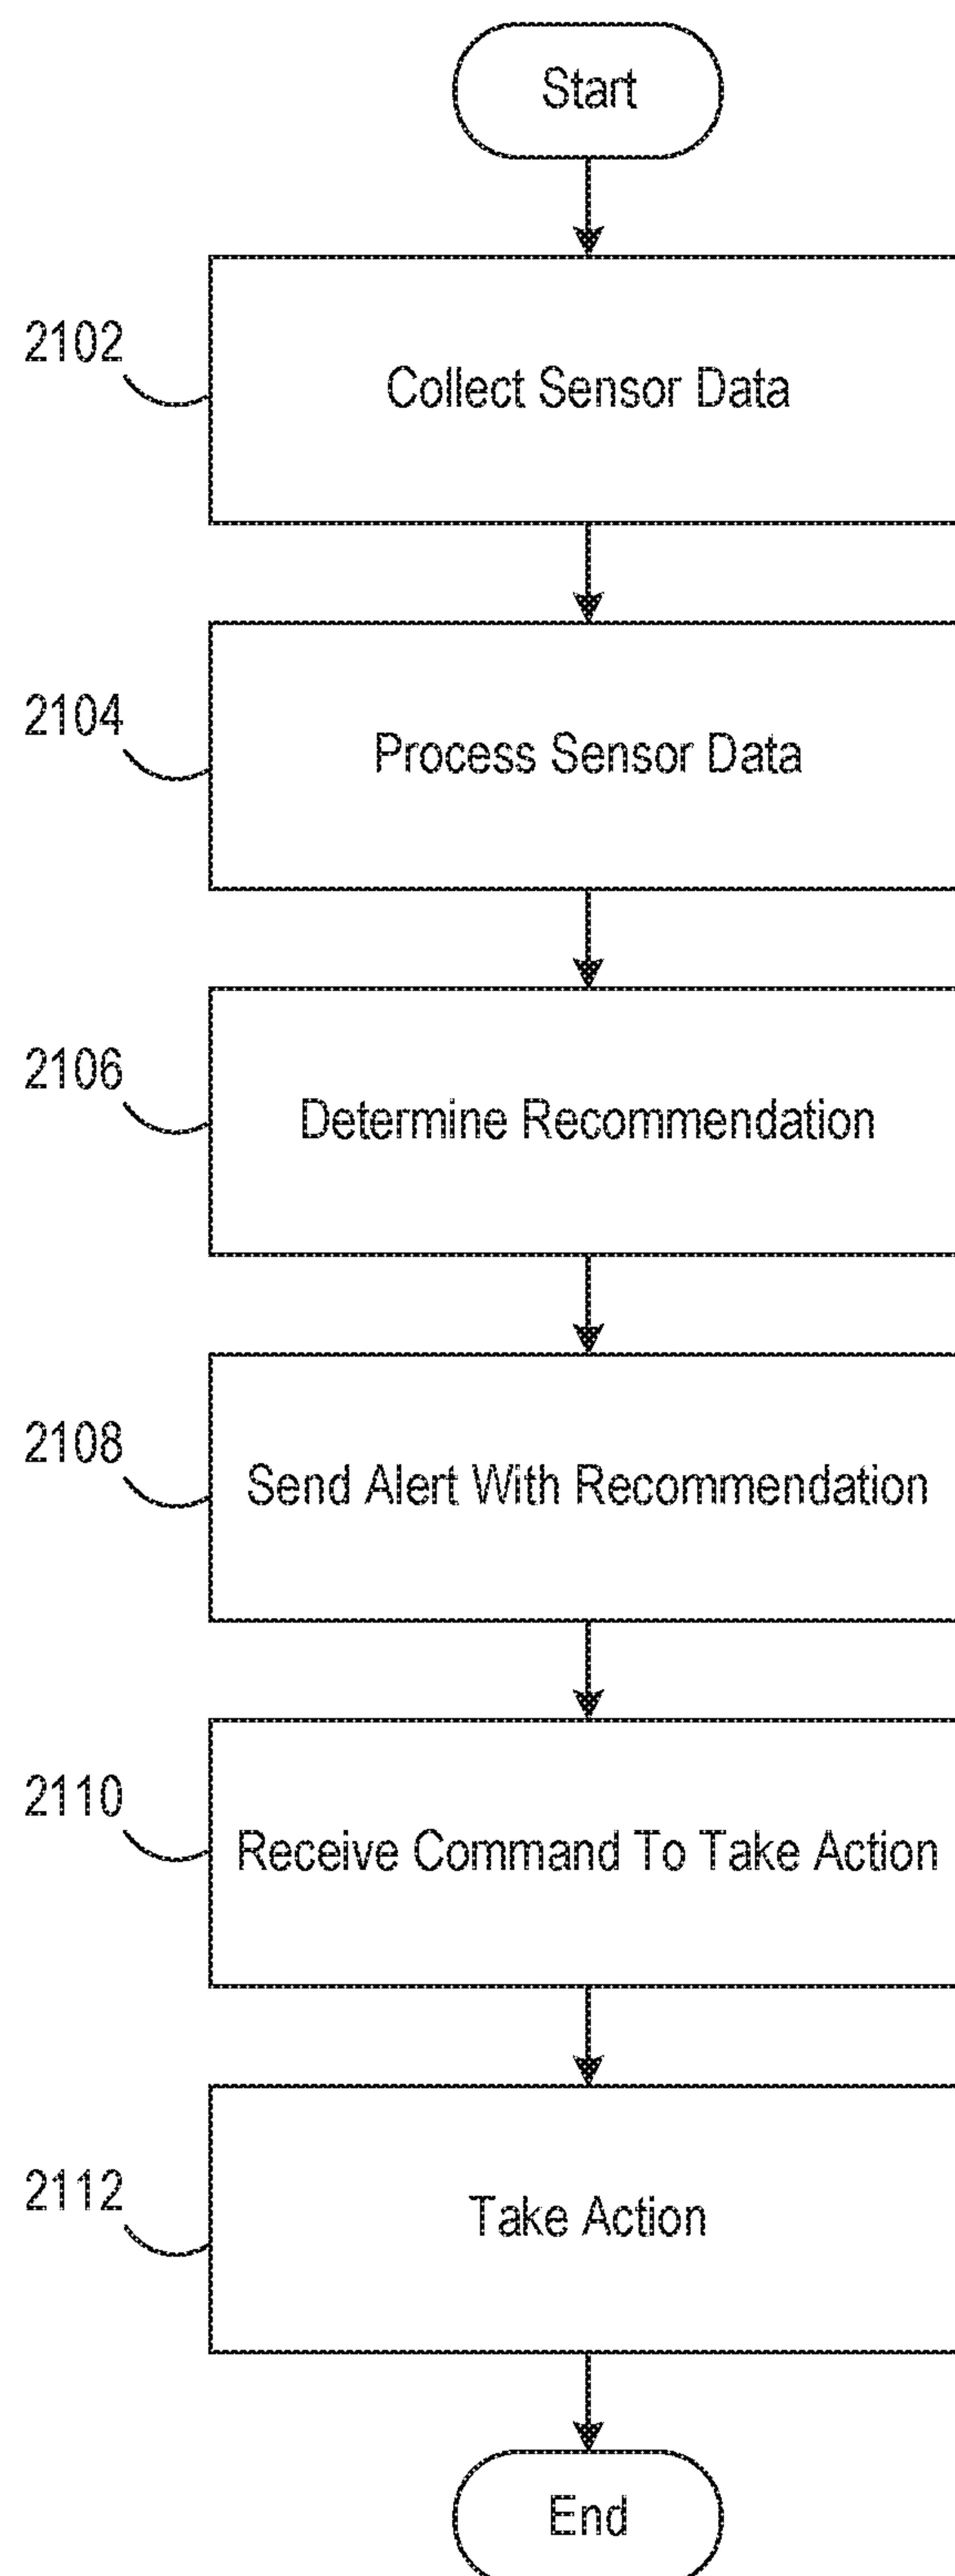 Start
2102
Collect Sensor Data
2104
Process Sensor Data
2106
Determine Recommendation
2108
Send Alert With Recommendation
2110
Receive Command To Take Action
2112
Take Action
End